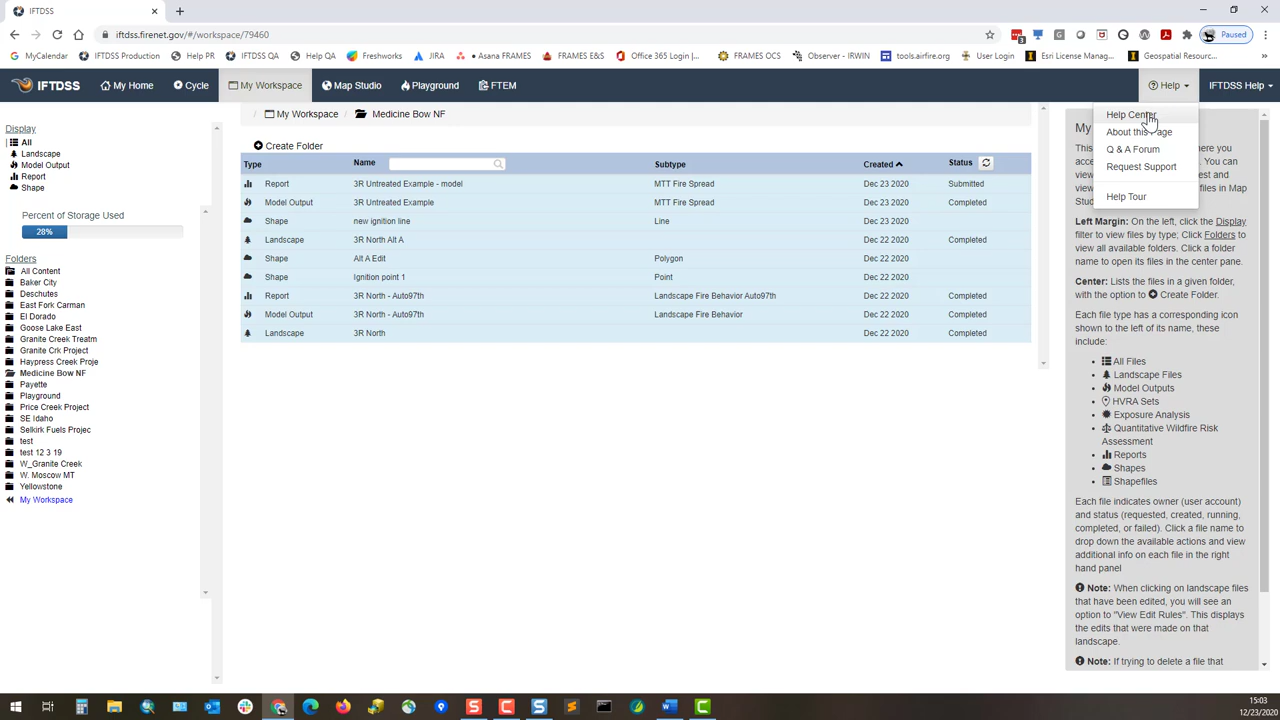 IFTDSS
iftdss.firenet.gov/#/workspace/79460
Paused
MyCalendar
IFTDSS Production
Help PR
IFTDSS QA
Help QA
Freshworks
JIRA
Asana FRAMES
FRAMES E&S
Office 365 Login |...
FRAMES OCS
Observer - IRWIN
tools.airfire.org
User Login
Esri License Manag...
Geospatial Resourc...
IFTDSS
My Home
Cycle
My Workspace
Map Studio
Playground
FTEM
Help
IFTDSS Help
Help Center
About this Page
Q & A Forum
Request Support
Help Tour
Display
All
Landscape
Model Output
Report
Shape
Percent of Storage Used
28%
Folders
All Content
Baker City
Deschutes
East Fork Carman
El Dorado
Goose Lake East
Granite Creek Treatm
Granite Crk Project
Haypress Creek Proje
Medicine Bow NF
Payette
Playground
Price Creek Project
SE Idaho
Selkirk Fuels Projec
test
test 12 3 19
W_Granite Creek
W. Moscow MT
Yellowstone
My Workspace
/ My Workspace / Medicine Bow NF
Create Folder
Type Name Subtype Created Status
Report 3R Untreated Example - model MTT Fire Spread Dec 23 2020 Submitted
Model Output 3R Untreated Example MTT Fire Spread Dec 22 2020 Completed
Shape new ignition line Line Dec 22 2020
Landscape 3R North Alt A Dec 22 2020 Completed
Shape Alt A Edit Polygon Dec 22 2020
Shape Ignition point 1 Point Dec 22 2020
Report 3R North - Auto97th Landscape Fire Behavior Auto97th Dec 22 2020 Completed
Model Output 3R North - Auto97th Landscape Fire Behavior Dec 22 2020 Completed
Landscape 3R North Dec 22 2020 Completed
My
This
can
view
view files in Map
Stud
Left Margin: On the left, click the Display
filter to view files by type; Click Folders to
view all available folders. Click a folder
name to open its files in the center pane.
Center: Lists the files in a given folder,
with the option to Create Folder.
Each file type has a corresponding icon
shown to the left of its name, these
include:
• All Files
• Landscape Files
• Model Outputs
• HVRA Sets
• Exposure Analysis
• Quantitative Wildfire Risk
Assessment
• Reports
• Shapes
• Shapefiles
Each file indicates owner (user account)
and status (requested, created, running,
completed, or failed). Click a file name to
drop down the available actions and view
additional info on each file in the right
hand panel
Note: When clicking on landscape files
that have been edited, you will see an
option to "View Edit Rules". This displays
the edits that were made on that
landscape.
Note: If trying to delete a file that
15:03
12/23/2020